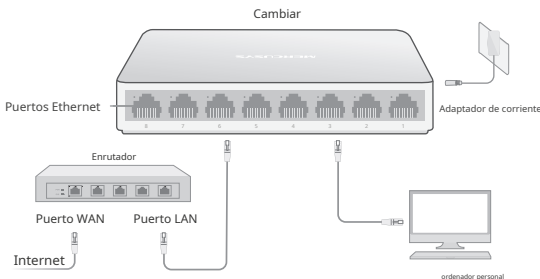 Cambiar
MERCUSYS
Puertos Ethernet
Adaptador de corriente
8 7 6 5 4 3 2 1
Enrutador
Puerto WAN Puerto LAN
Internet
ordenador personal